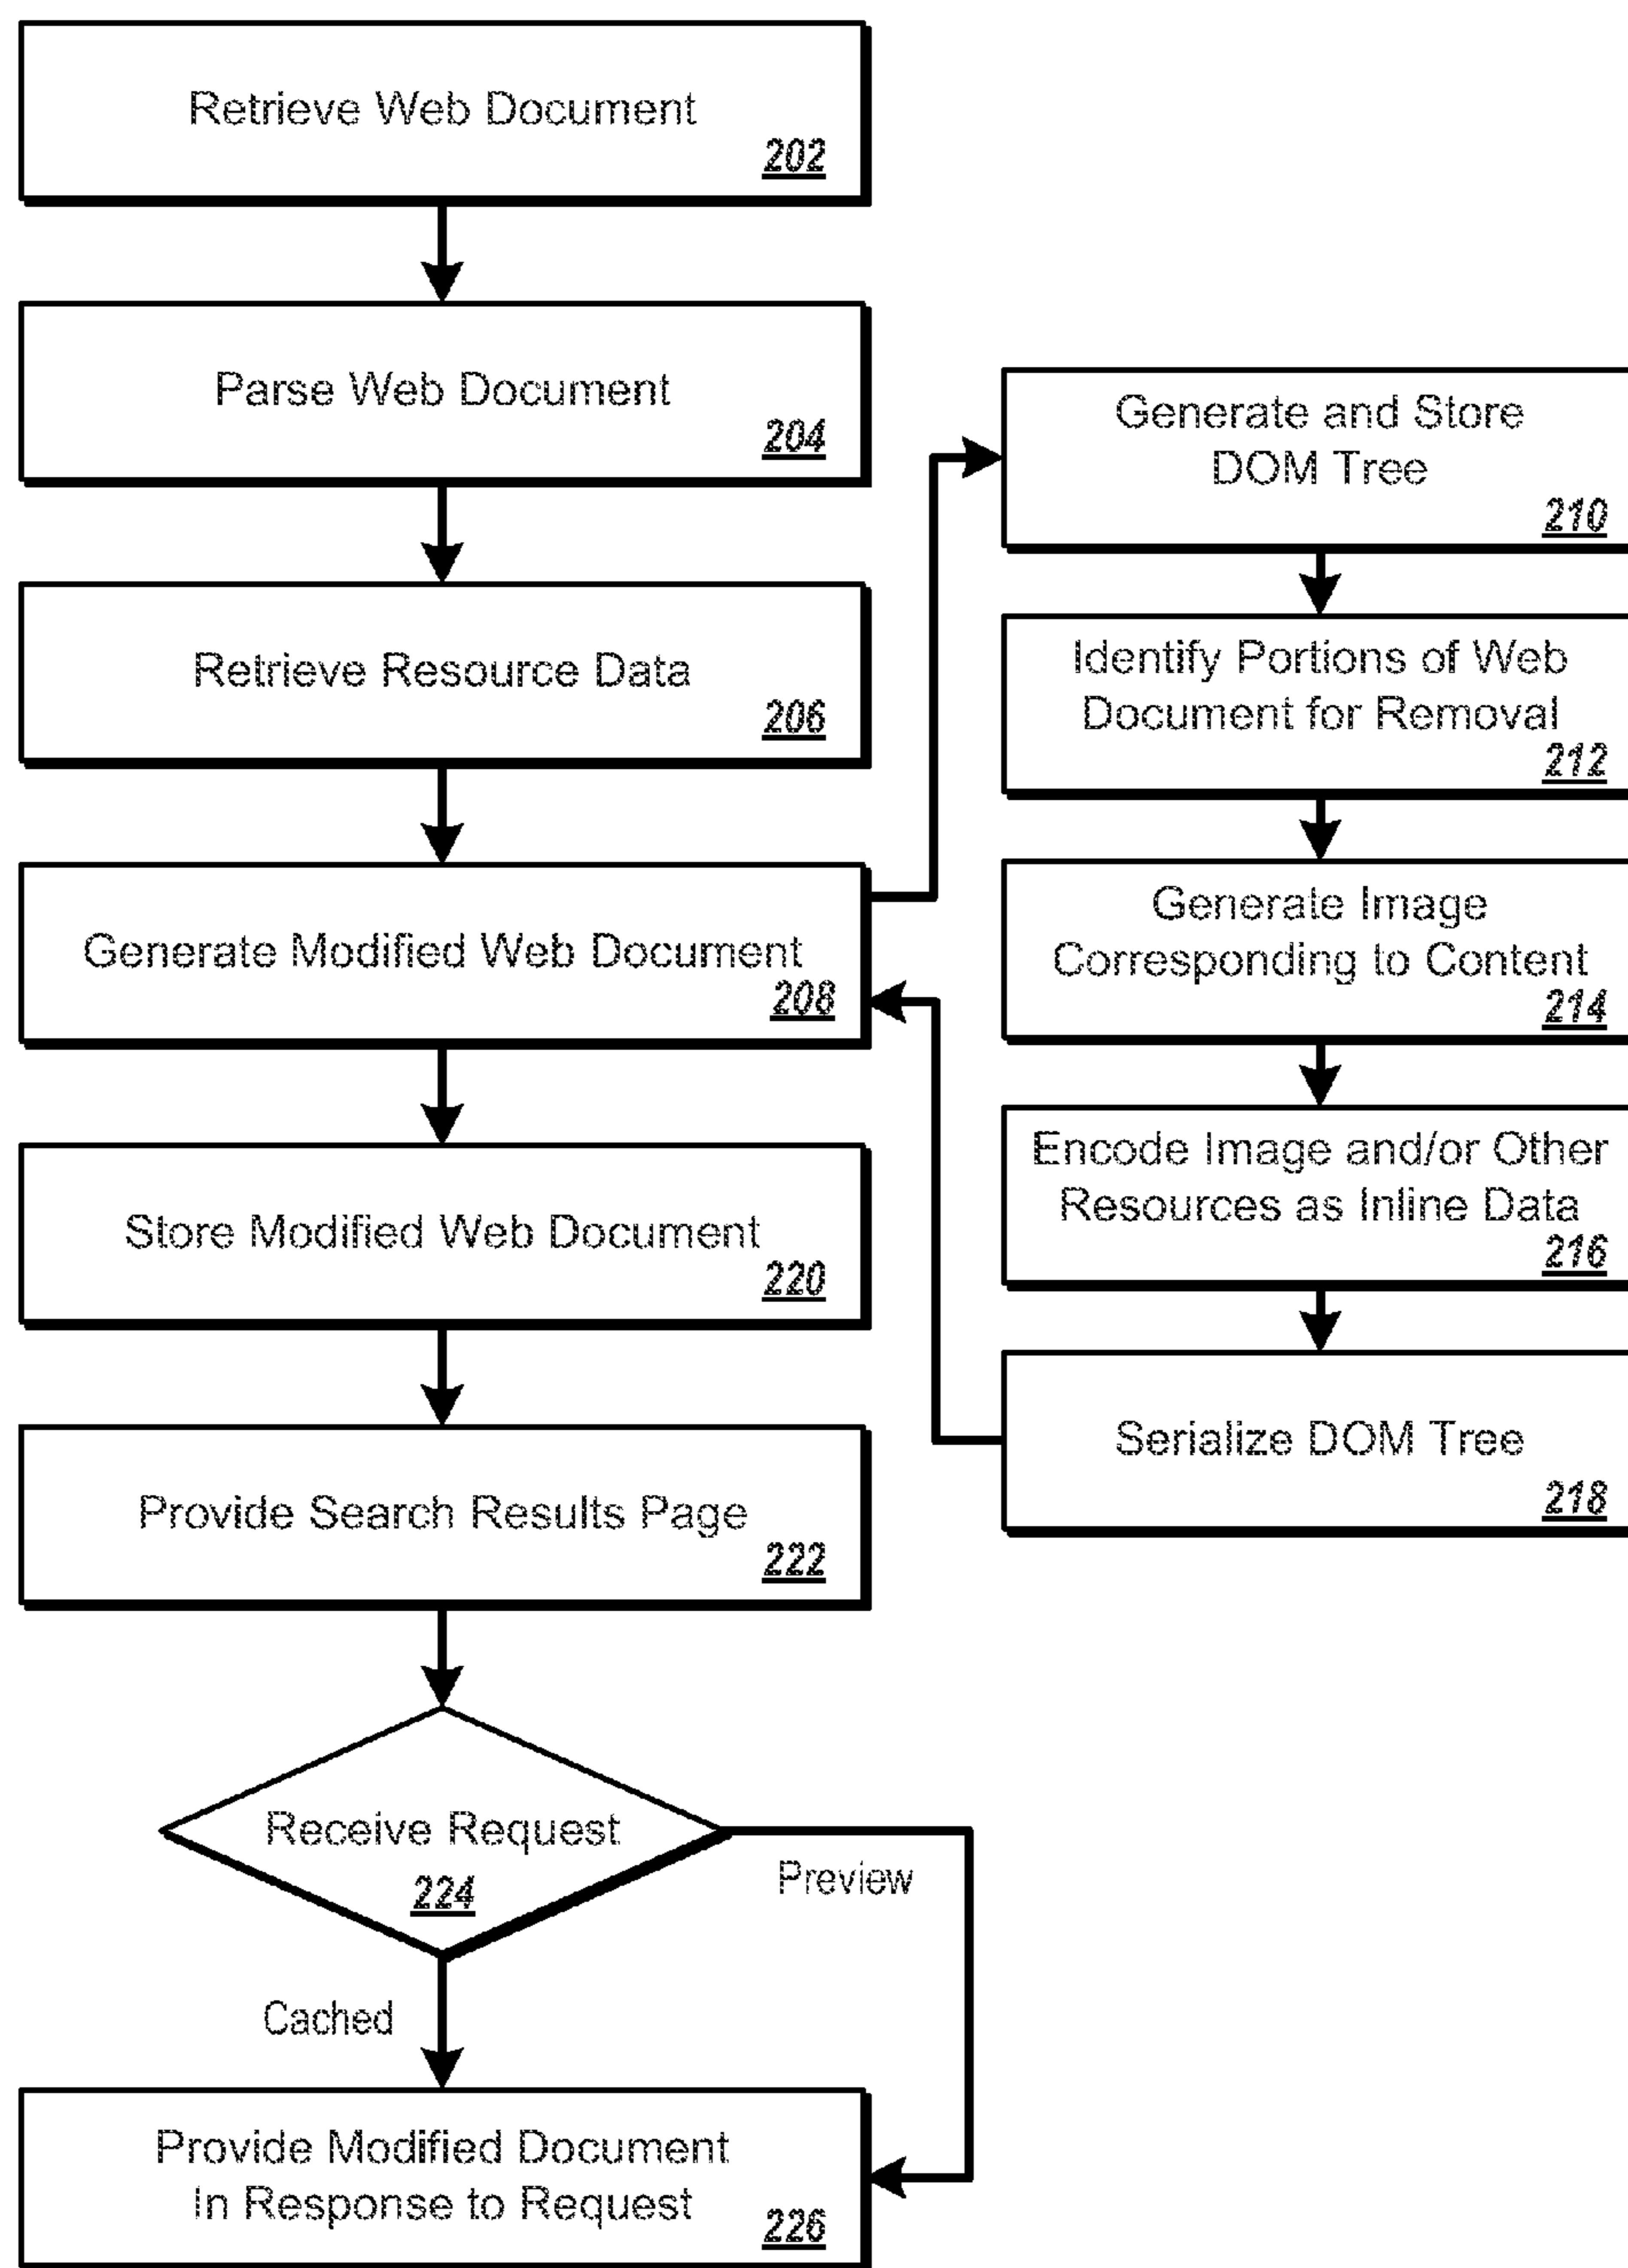 Retrieve Web Document
202
Parse Web Document
204
Retrieve Resource Data
206
Generate Modified Web Document
208
Generate and Store
DOM Tree
210
Identify Portions of Web
Document for Removal
212
Generate Image
Corresponding to Content
214
Encode Image and/or Other
Resources as Inline Data
216
Serialize DOM Tree
218
Store Modified Web Document
220
Provide Search Results Page
222
Receive Request
224
Preview
Cached
Provide Modified Document
in Response to Request
226